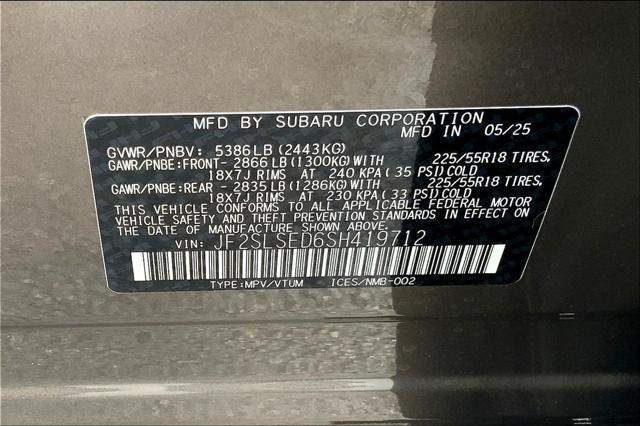 MFD BY SUBARU CORPORATION
MFD IN 05/25
GVWR/PNBV: 5386LB(2443KG)
GAWR/PNBE:FRONT- 2866LB(1300KG)WITH 225/55R18 TIRES,
18X7J RIMS AT 240 KPA(35 PSI)COLD
GAWR/PNBE:REAR - 2835LB(1286KG)WITH 225/55R18 TIRES,
18X7J RIMS AT 230 KPA(33 PSI)COLD
THIS VEHICLE CONFORMS TO ALL APPLICABLE FEDERAL MOTOR
VEHICLE SAFETY AND THEFT PREVENTION STANDARDS IN EFFECT ON
THE DATE OF MANUFACTURE SHOWN ABOVE.
VIN: JF2SLSED6SH419712
TYPE:MPV/VTUM ICES/NMB-002